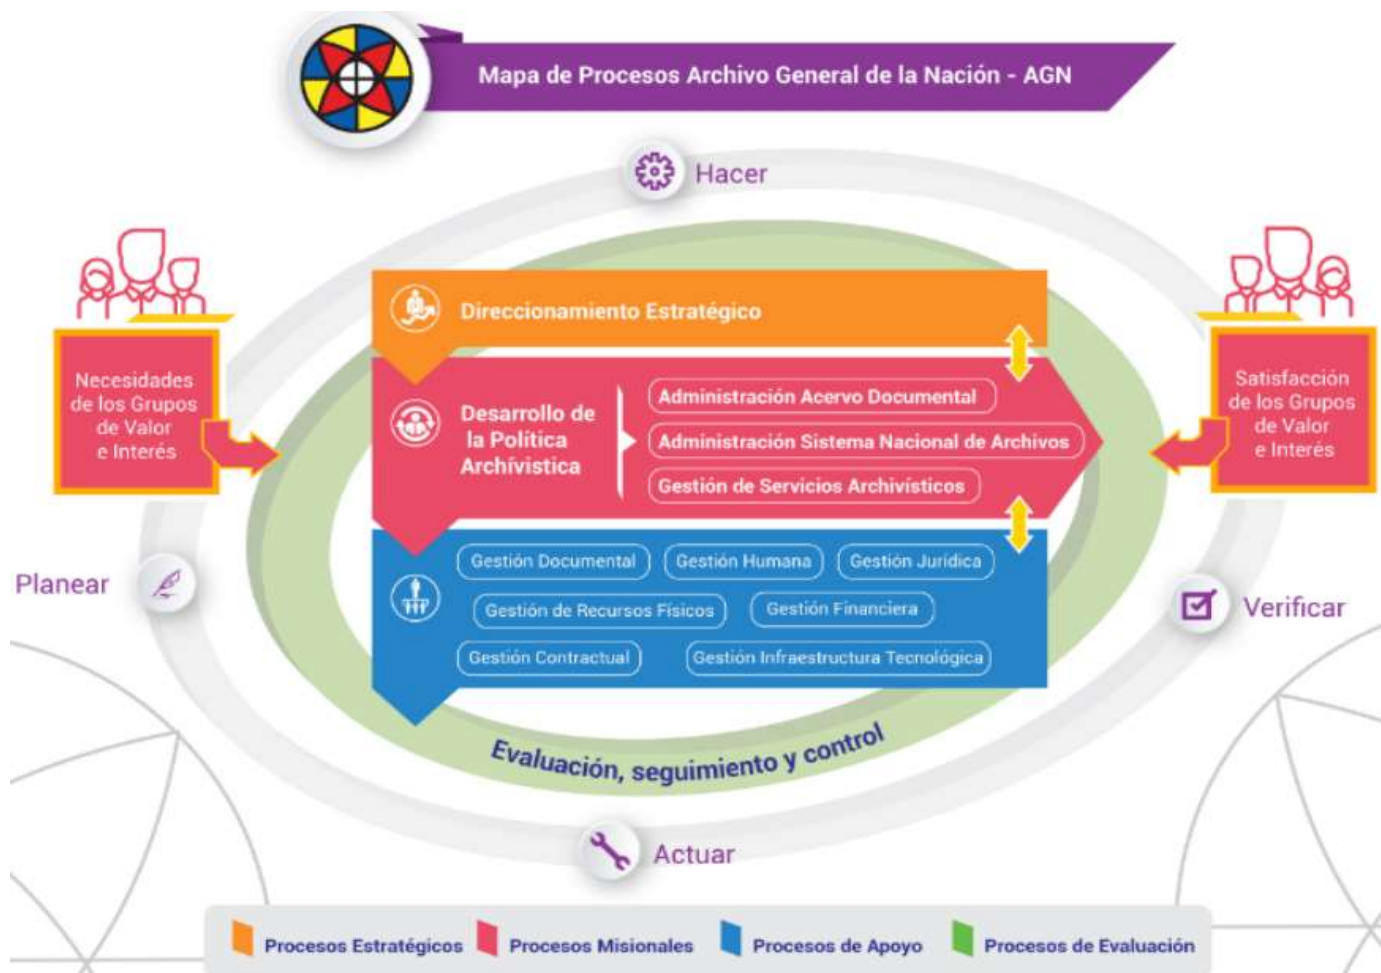 Mapa de Procesos Archivo General de la Nación - AGN
Hacer
Direccionamiento Estratégico
Necesidades
de los Grupos
de Valor
e Interés
Desarrollo de
la Política
Archívistica
Administración Acervo Documental
Administración Sistema Nacional de Archivos
Gestión de Servicios Archivísticos
Satisfacción
de los Grupos
de Valor
e Interés
Gestión Documental
Gestión Humana
Gestión Jurídica
Gestión de Recursos Físicos
Gestión Financiera
Gestión Contractual
Gestión Infraestructura Tecnológica
Planear
Verificar
Evaluación, seguimiento y control
Actuar
Procesos Estratégicos
Procesos Misionales
Procesos de Apoyo
Procesos de Evaluación